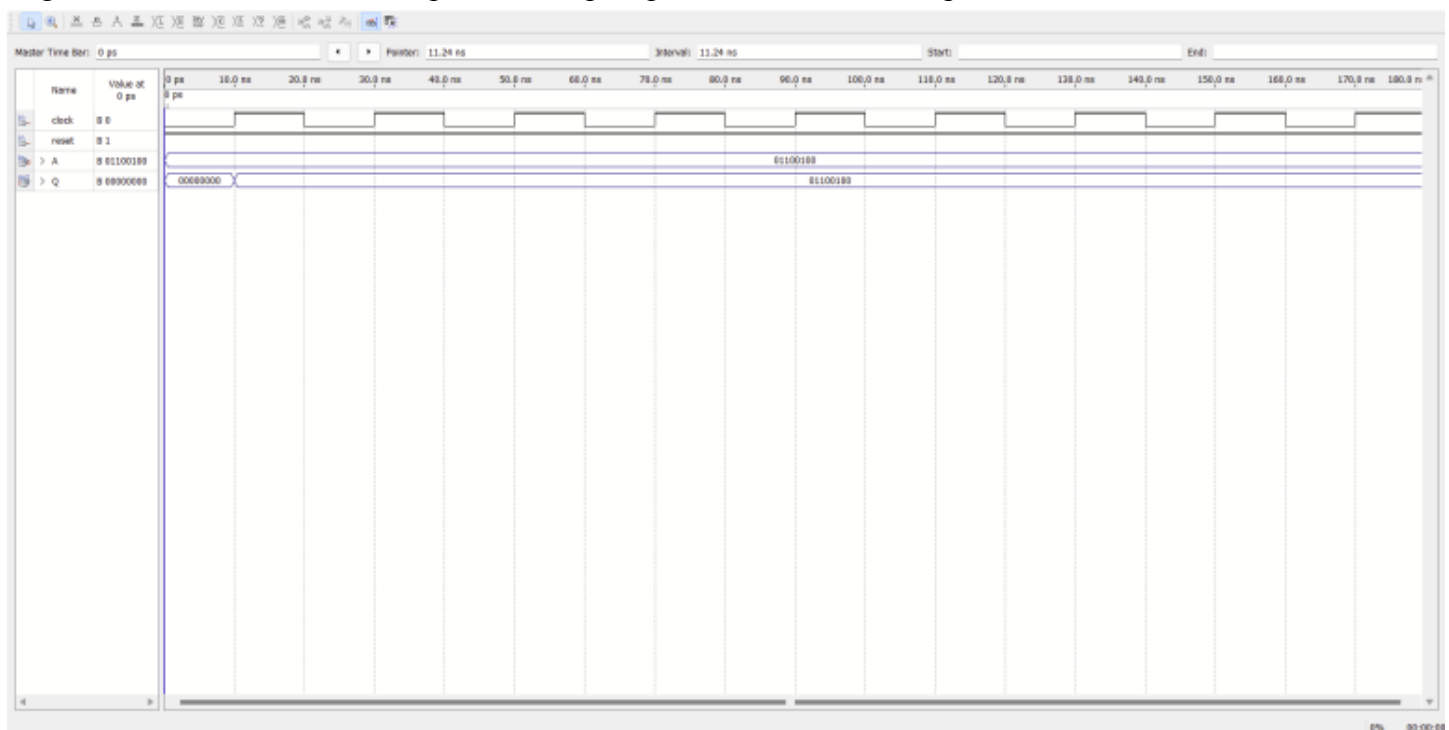 Master Time Bar: 0 ps Pointer: 11.24 ns Interval: 11.24 ns Start: End:
Name Value at 0 ps
0 ps 10.0 ns 20.0 ns 30.0 ns 40.0 ns 50.0 ns 60.0 ns 70.0 ns 80.0 ns 90.0 ns 100.0 ns 110.0 ns 120.0 ns 130.0 ns 140.0 ns 150.0 ns 160.0 ns 170.0 ns 180.0 n
0 ps
clock B 0
reset B 1
> A B 01100100 01100100
> Q B 00000000 00000000 01100100
0% 00:00:00